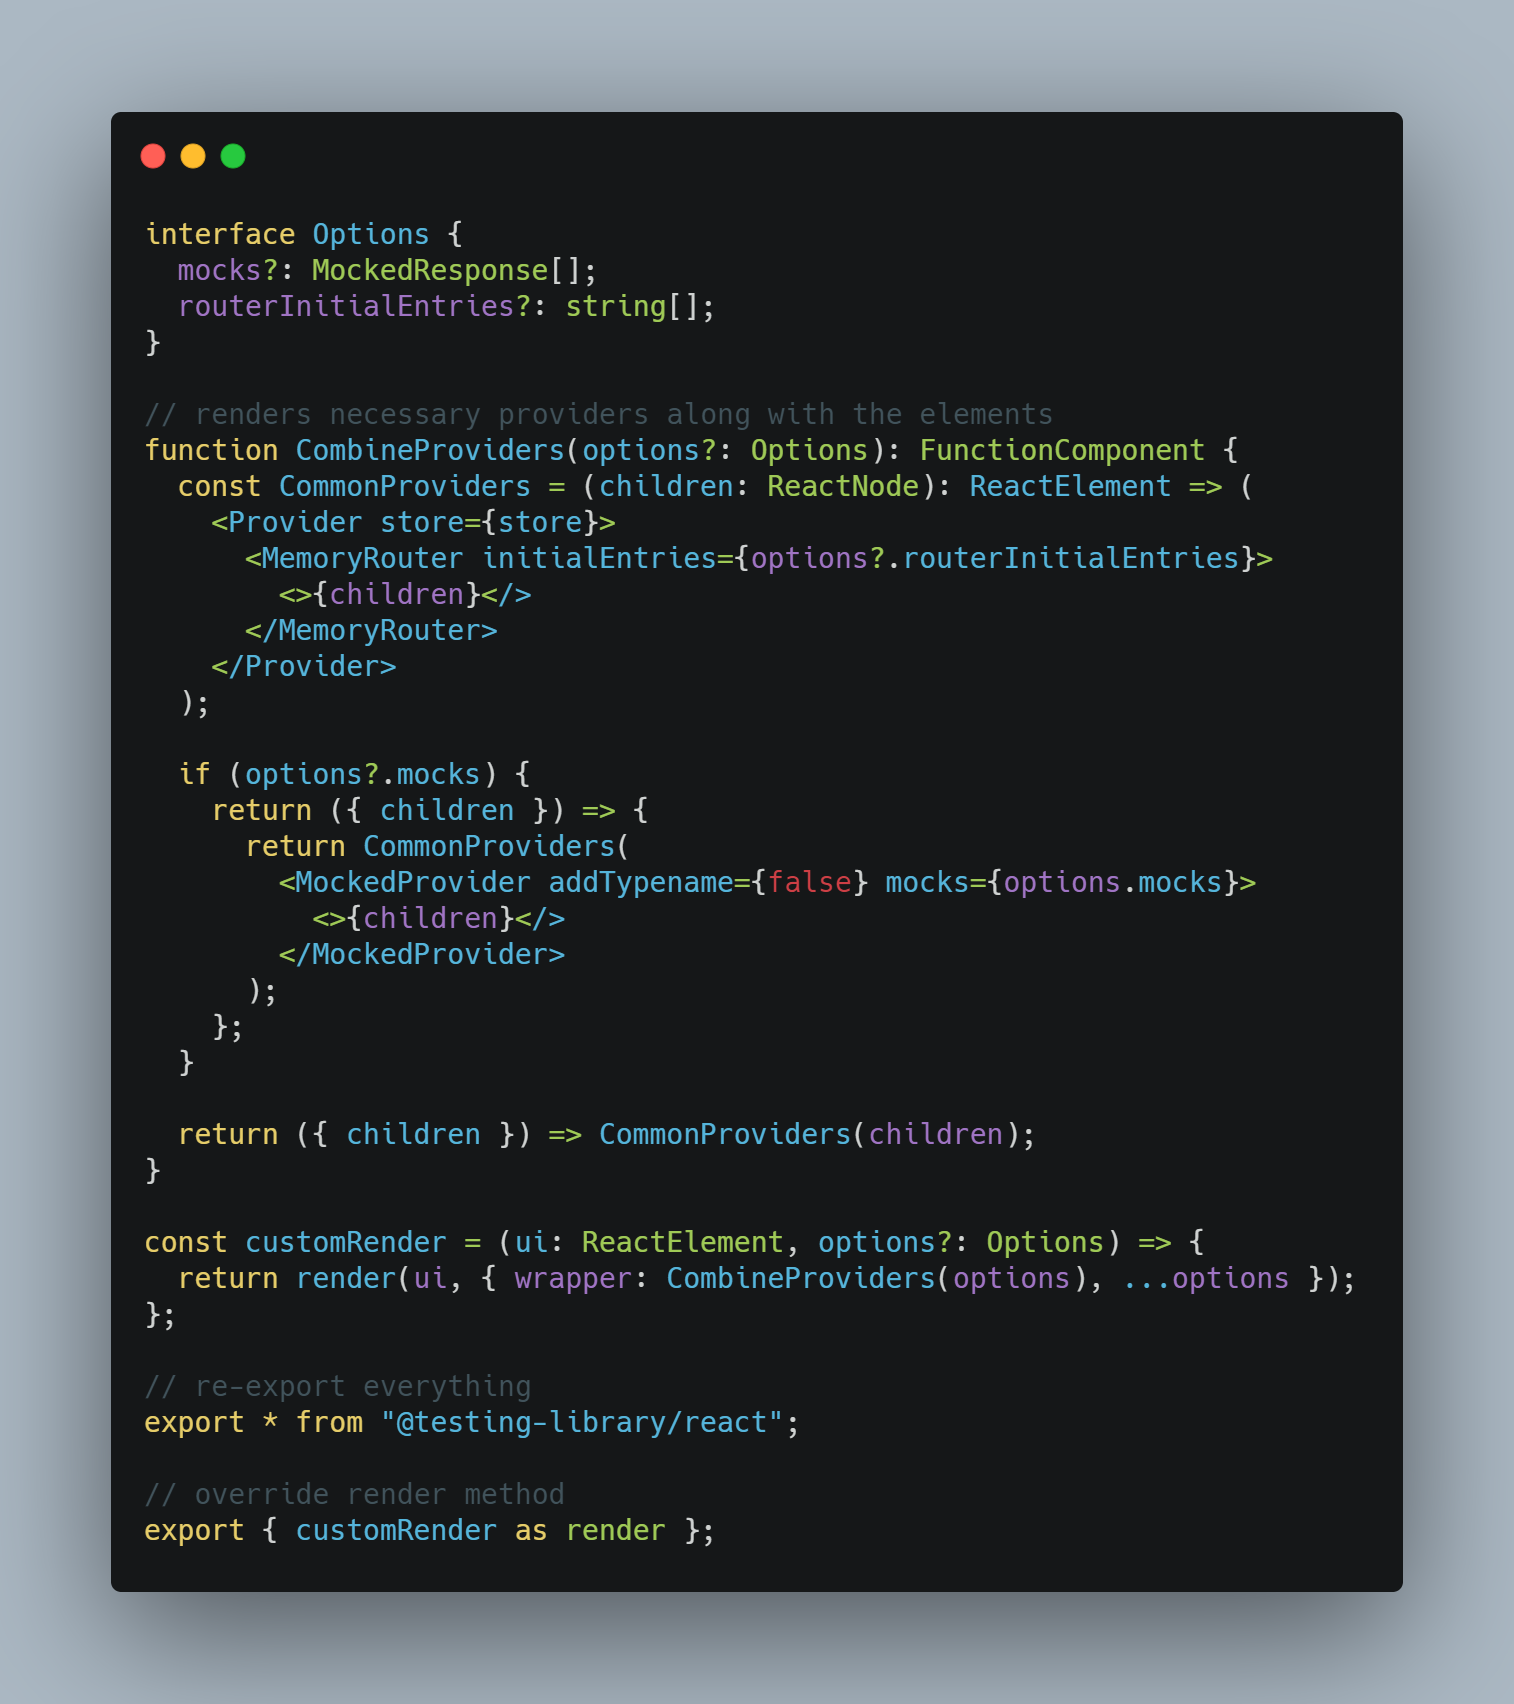 interface Options {
  mocks?: MockedResponse[];
  routerInitialEntries?: string[];
}

// renders necessary providers along with the elements
function CombineProviders(options?: Options): FunctionComponent {
  const CommonProviders = (children: ReactNode): ReactElement => (
    <Provider store={store}>
      <MemoryRouter initialEntries={options?.routerInitialEntries}>
        <>{children}</>
      </MemoryRouter>
    </Provider>
  );

  if (options?.mocks) {
    return ({ children }) => {
      return CommonProviders(
        <MockedProvider addTypename={false} mocks={options.mocks}>
          <>{children}</>
        </MockedProvider>
      );
    };
  }

  return ({ children }) => CommonProviders(children);
}

const customRender = (ui: ReactElement, options?: Options) => {
  return render(ui, { wrapper: CombineProviders(options), ...options });
};

// re-export everything
export * from "@testing-library/react";

// override render method
export { customRender as render };